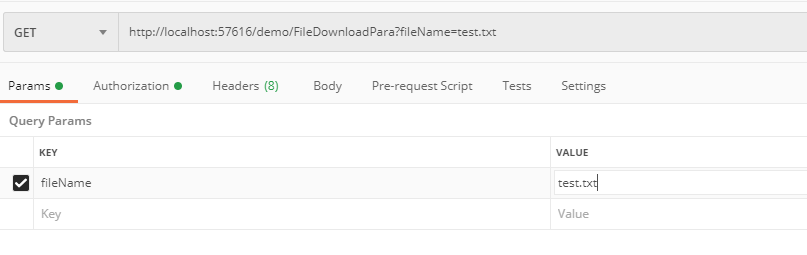 GET http://localhost:57616/demo/FileDownloadPara?fileName=test.txt
Params Authorization Headers (8) Body Pre-request Script Tests Settings
Query Params
KEY VALUE
fileName test.txt
Key Value